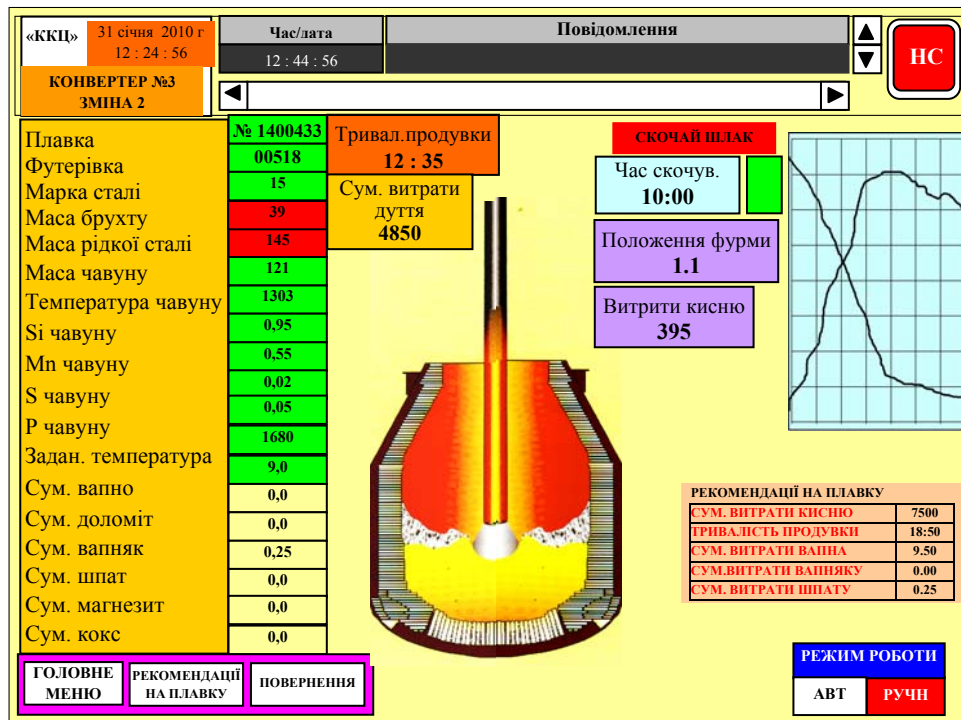 «ККЦ»
31 січня 2010 г
12 : 24 : 56
КОНВЕРТЕР №3
ЗМІНА 2
Час/дата
Повідомлення
12 : 44 : 56
НС
Плавка
№ 1400433
Футерівка
00518
Марка сталі
15
Маса брухту
39
Маса рідкої сталі
145
Маса чавуну
121
Температура чавуну
1303
Si чавуну
0,95
Mn чавуну
0,55
0,02
S чавуну
0,05
P чавуну
1680
Задан. температура
9,0
Сум. вапно
0,0
Сум. доломіт
0,0
Сум. вапняк
0,25
Сум. шпат
0,0
Сум. магнезит
0,0
Сум. кокс
0,0
Тривал.продувки
12 : 35
Сум. витрати
дуття
4850
СКОЧАЙ ШЛАК
Час скочув.
10:00
Положення фурми
1.1
Витрити кисню
395
РЕКОМЕНДАЦІЇ НА ПЛАВКУ
СУМ. ВИТРАТИ КИСНЮ 7500
ТРИВАЛІСТЬ ПРОДУВКИ 18:50
СУМ. ВИТРАТИ ВАПНА 9.50
СУМ.ВИТРАТИ ВАПНЯКУ 0.00
СУМ. ВИТРАТИ ШПАТУ 0.25
ГОЛОВНЕ
МЕНЮ
РЕКОМЕНДАЦІЇ
НА ПЛАВКУ
ПОВЕРНЕННЯ
РЕЖИМ РОБОТИ
АВТ
РУЧН